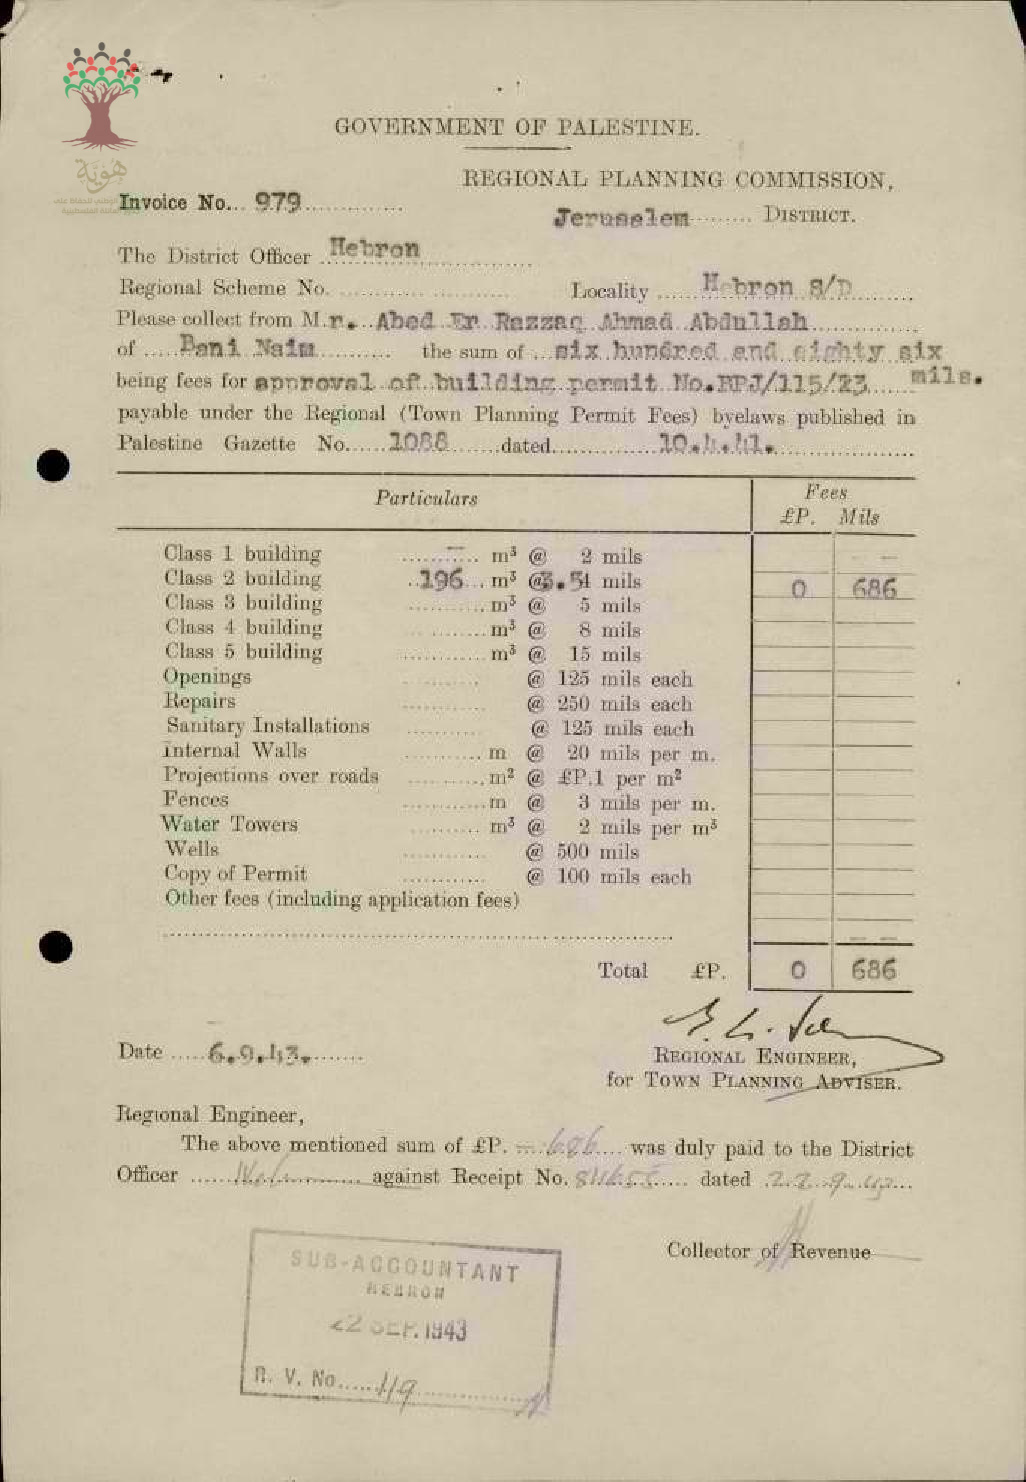 هوية
GOVERNMENT OF PALESTINE.
REGIONAL PLANNING COMMISSION,
Invoice No... 979
Jerusalem DISTRICT.
The District Officer Hebron
Regional Scheme No.
Locality Hebron S/D
Please collect from Mr. Abed Er Razzaq Ahmad Abdullah
of Bani Naim the sum of six hundred and eighty six
being fees for approval of building permit No.RPJ/115/23 mils.
payable under the Regional (Town Planning Permit Fees) byelaws published in
Palestine Gazette No. 1088 dated 10.4.41.
Particulars Fees
£P. Mils
Class 1 building – m³ @ 2 mils – –
Class 2 building 196 m³ @ 3.5 mils 0 686
Class 3 building m³ @ 5 mils
Class 4 building m³ @ 8 mils
Class 5 building m³ @ 15 mils
Openings @ 125 mils each
Repairs @ 250 mils each
Sanitary Installations @ 125 mils each
Internal Walls m @ 20 mils per m.
Projections over roads m² @ £P.1 per m²
Fences m @ 3 mils per m.
Water Towers m³ @ 2 mils per m³
Wells @ 500 mils
Copy of Permit @ 100 mils each
Other fees (including application fees)
Total £P. 0 686
Date 6.9.43.
REGIONAL ENGINEER,
for TOWN PLANNING ADVISER.
Regional Engineer,
The above mentioned sum of £P. –.686 was duly paid to the District
Officer against Receipt No. dated 22.9.43
Collector of Revenue
SUB-ACCOUNTANT
HEBRON
22 SEP. 1943
R. V. No. 119